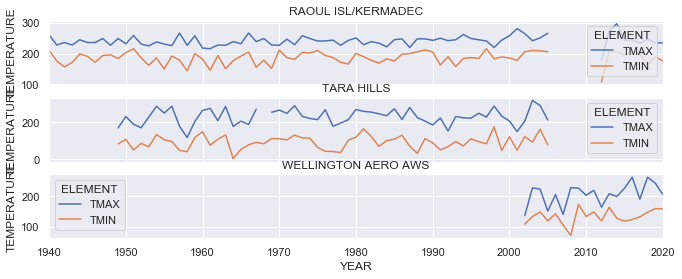 RAOUL ISL/KERMADEC
TEMPERATURE
300
200
100
ELEMENT
TMAX
TMIN
TARA HILLS
TEMPERATURE
200
0
ELEMENT
TMAX
TMIN
WELLINGTON AERO AWS
TEMPERATURE
200
100
ELEMENT
TMAX
TMIN
1940 1950 1960 1970 1980 1990 2000 2010 2020
YEAR